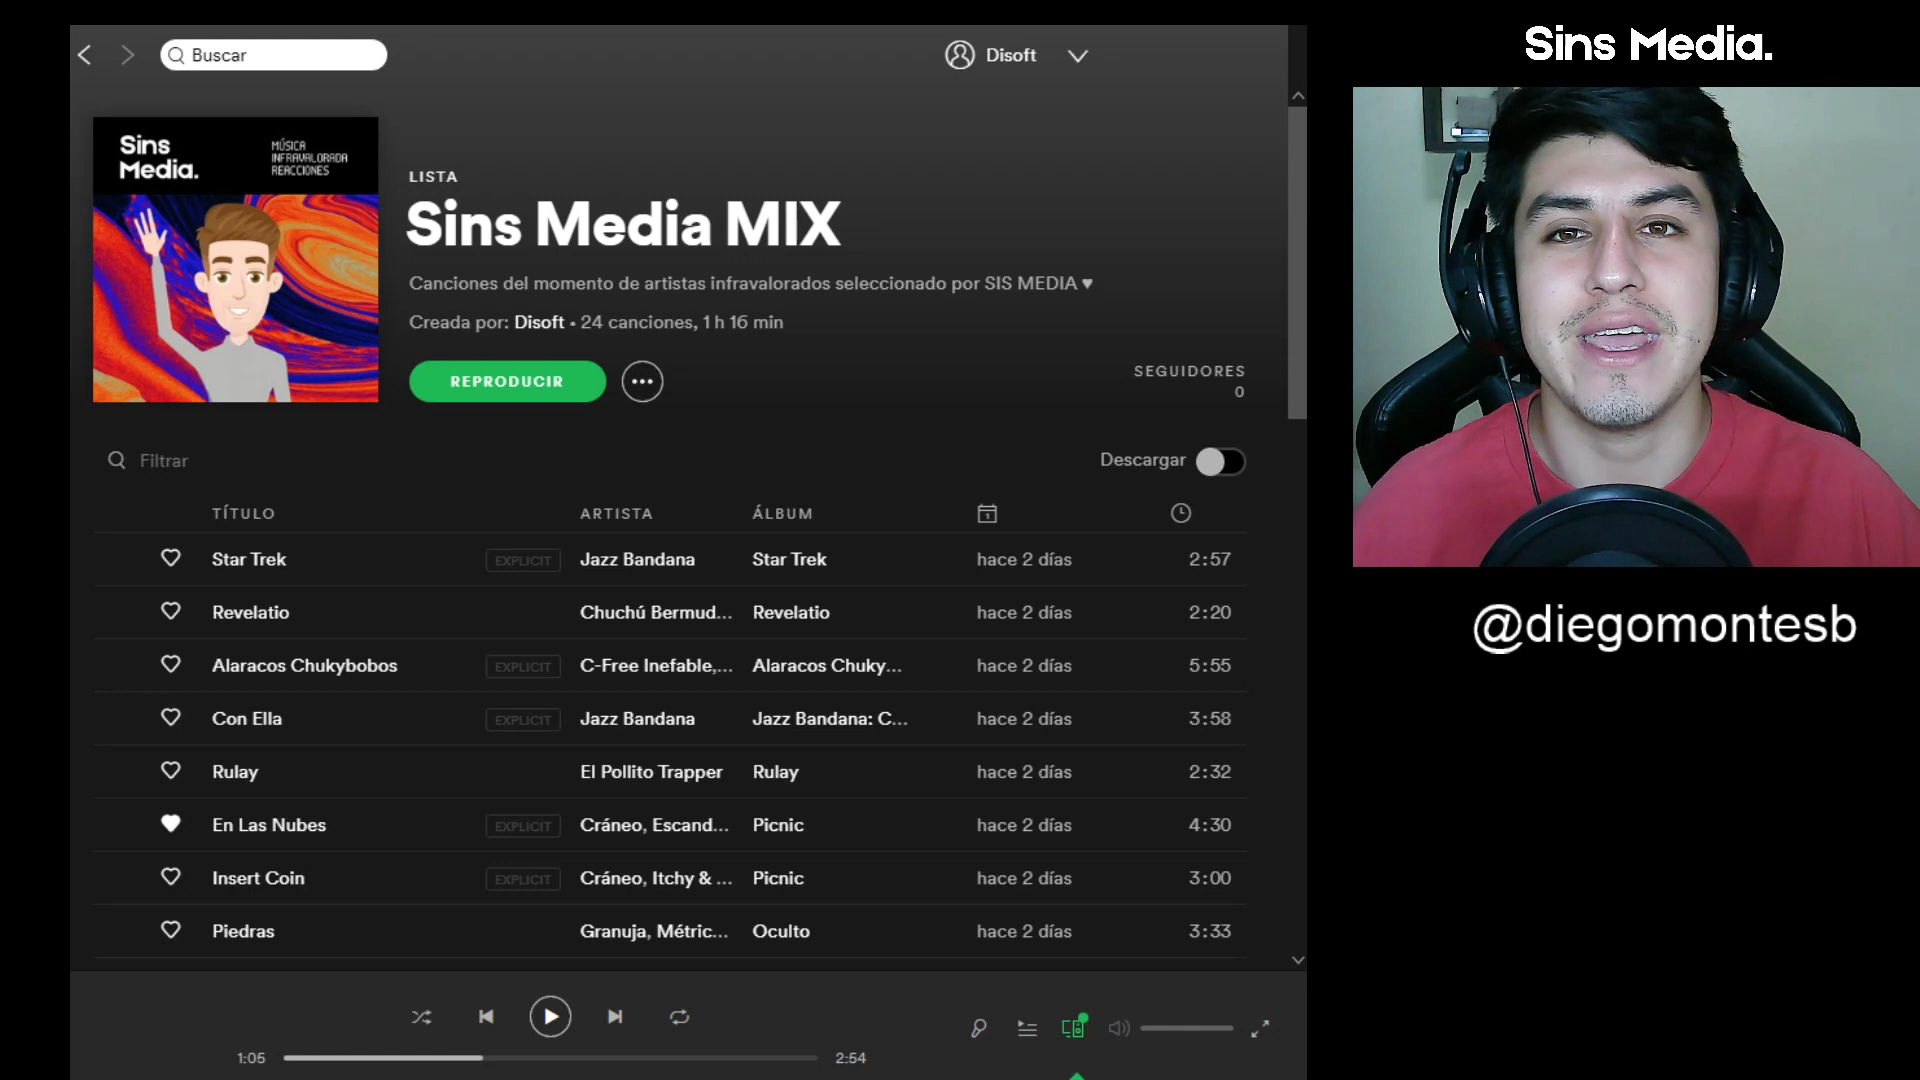 Buscar
Disoft
Sins Media.
Sins
Media.
MÚSICA
INFRAVALORADA
REACCIONES
LISTA
Sins Media MIX
Canciones del momento de artistas infravalorados seleccionado por SIS MEDIA ♥
Creada por: Disoft • 24 canciones, 1 h 16 min
REPRODUCIR
SEGUIDORES
0
Filtrar
Descargar
TÍTULO ARTISTA ÁLBUM
Star Trek EXPLICIT Jazz Bandana Star Trek hace 2 días 2:57
Revelatio Chuchú Bermud... Revelatio hace 2 días 2:20
Alaracos Chukybobos EXPLICIT C-Free Inefable,... Alaracos Chuky... hace 2 días 5:55
Con Ella EXPLICIT Jazz Bandana Jazz Bandana: C... hace 2 días 3:58
Rulay El Pollito Trapper Rulay hace 2 días 2:32
En Las Nubes EXPLICIT Cráneo, Escand... Picnic hace 2 días 4:30
Insert Coin EXPLICIT Cráneo, Itchy & ... Picnic hace 2 días 3:00
Piedras Granuja, Métric... Oculto hace 2 días 3:33
1:05 2:54
@diegomontesb